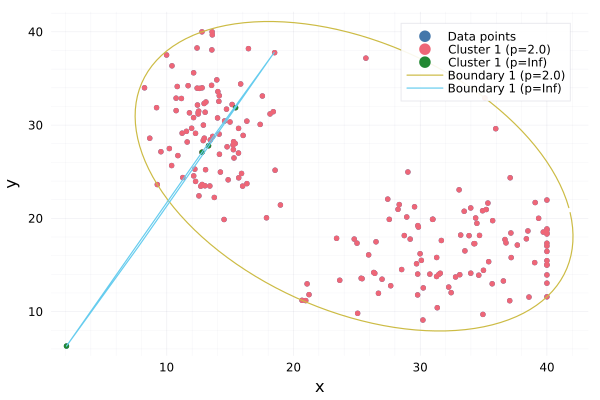 Data points
Cluster 1 (p=2.0)
Cluster 1 (p=Inf)
Boundary 1 (p=2.0)
Boundary 1 (p=Inf)
40
30
20
10
y
10
20
30
40
x